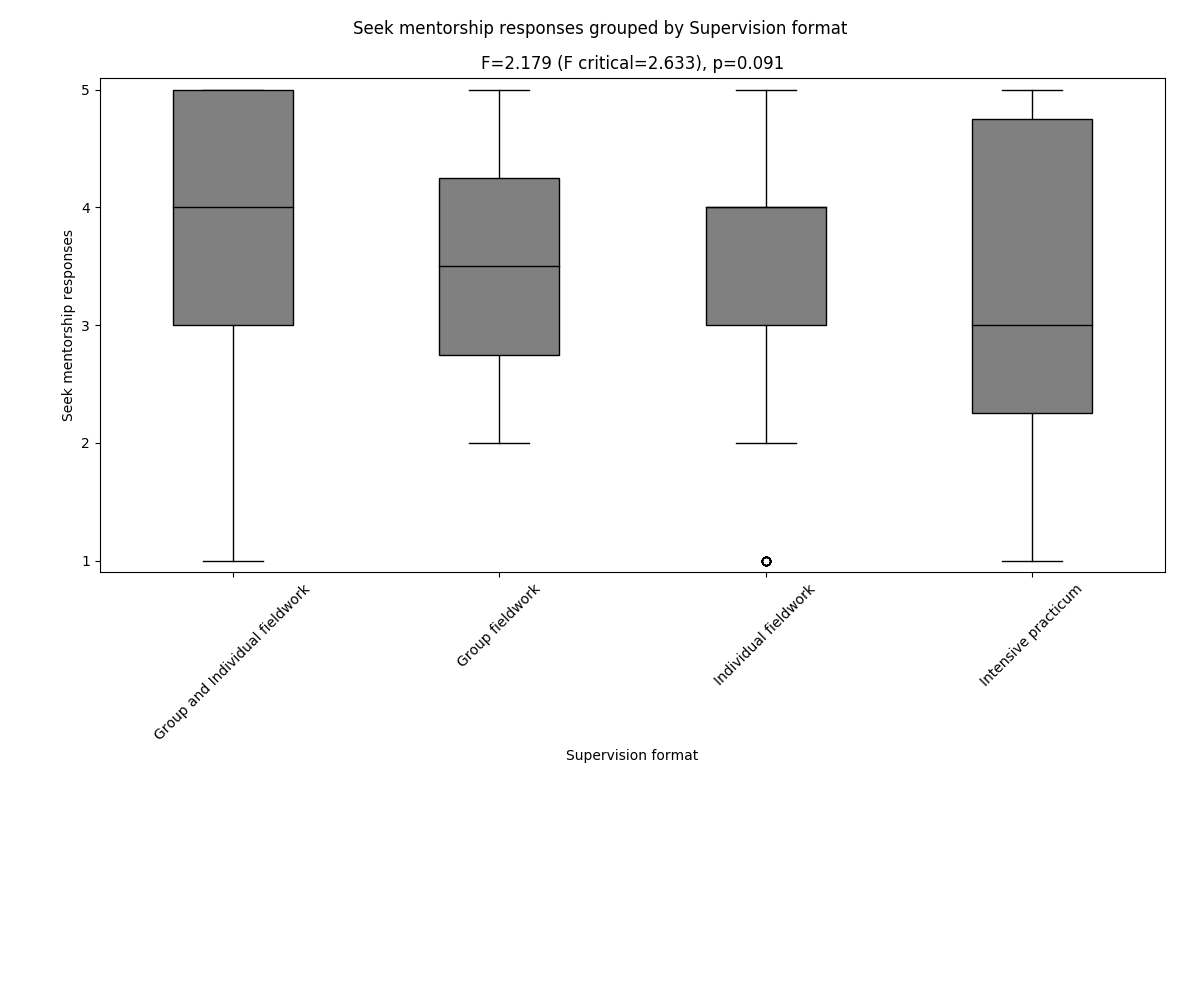 Seek mentorship responses grouped by Supervision format
F=2.179 (F critical=2.633), p=0.091
Seek mentorship responses
5
4
3
2
1
Group and Individual fieldwork
Group fieldwork
Individual fieldwork
Intensive practicum
Supervision format